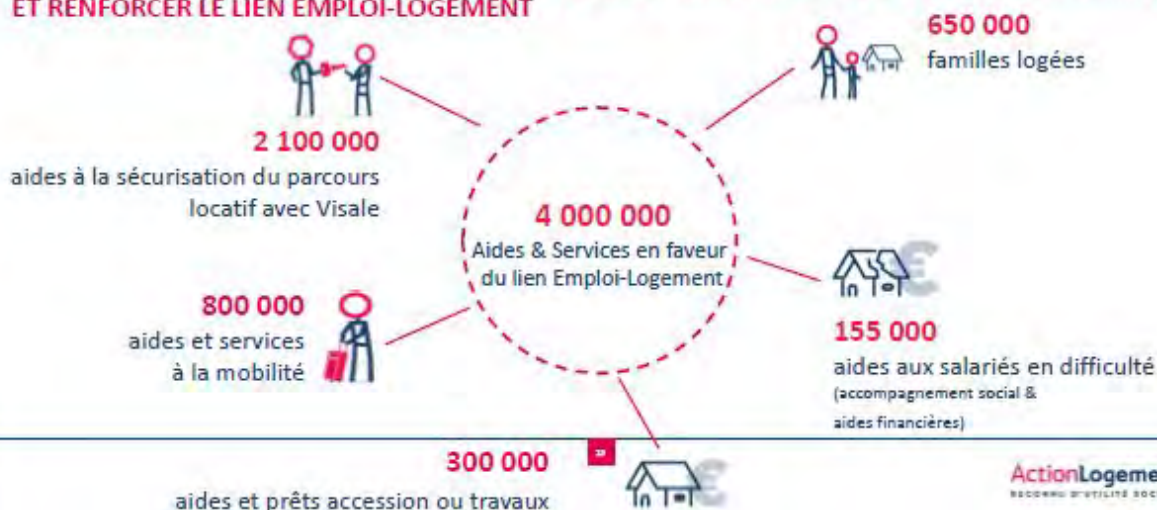 ET RENFORCER LE LIEN EMPLOI-LOGEMENT
650 000
familles logées
2 100 000
aides à la sécurisation du parcours
locatif avec Visale
4 000 000
Aides & Services en faveur
du lien Emploi-Logement
800 000
aides et services
à la mobilité
155 000
aides aux salariés en difficulté
(accompagnement social &
aides financières)
300 000
aides et prêts accession ou travaux
ActionLogeme